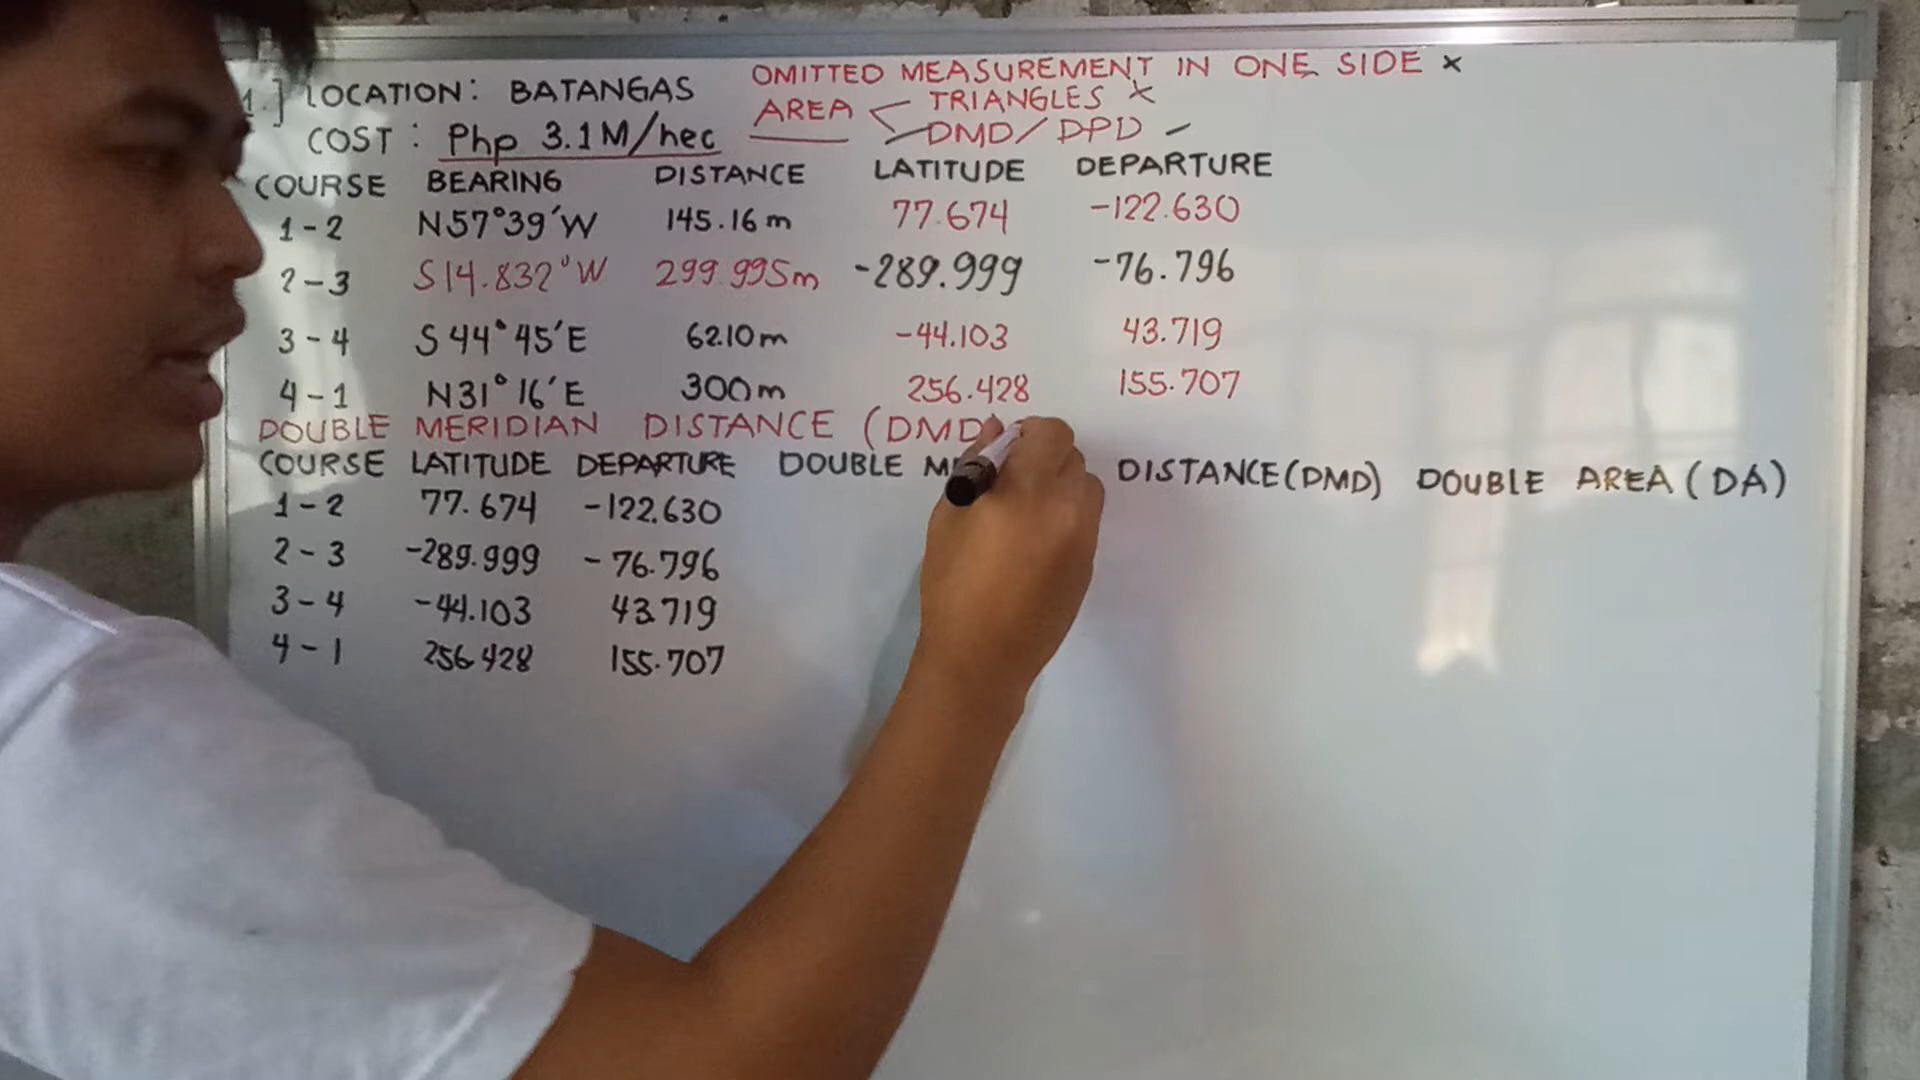 1.] LOCATION: BATANGAS OMITTED MEASUREMENT IN ONE SIDE x
COST: Php 3.1M/hec AREA TRIANGLES x
DMD/DPD
COURSE BEARING DISTANCE LATITUDE DEPARTURE
1-2 N57°39'W 145.16m 77.674 -122.630
2-3 S14.832°W 299.995m -289.999 -76.796
3-4 S44°45'E 62.10m -44.103 43.719
4-1 N31°16'E 300m 256.428 155.707
DOUBLE MERIDIAN DISTANCE (DMD)
COURSE LATITUDE DEPARTURE DOUBLE DISTANCE(DMD) DOUBLE AREA (DA)
1-2 77.674 -122.630
2-3 -289.999 -76.796
3-4 -44.103 43.719
4-1 256.428 155.707